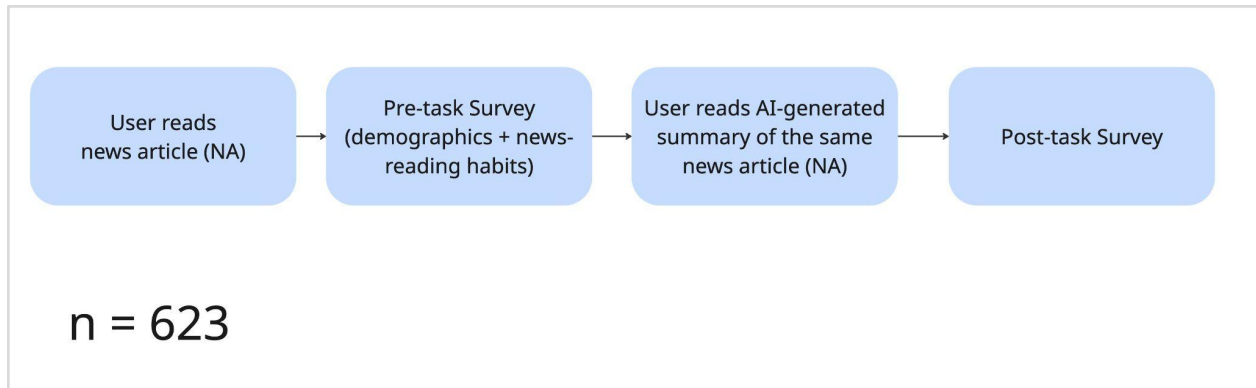 User reads
news article (NA)
Pre-task Survey
(demographics + news-
reading habits)
User reads AI-generated
summary of the same
news article (NA)
Post-task Survey
n = 623